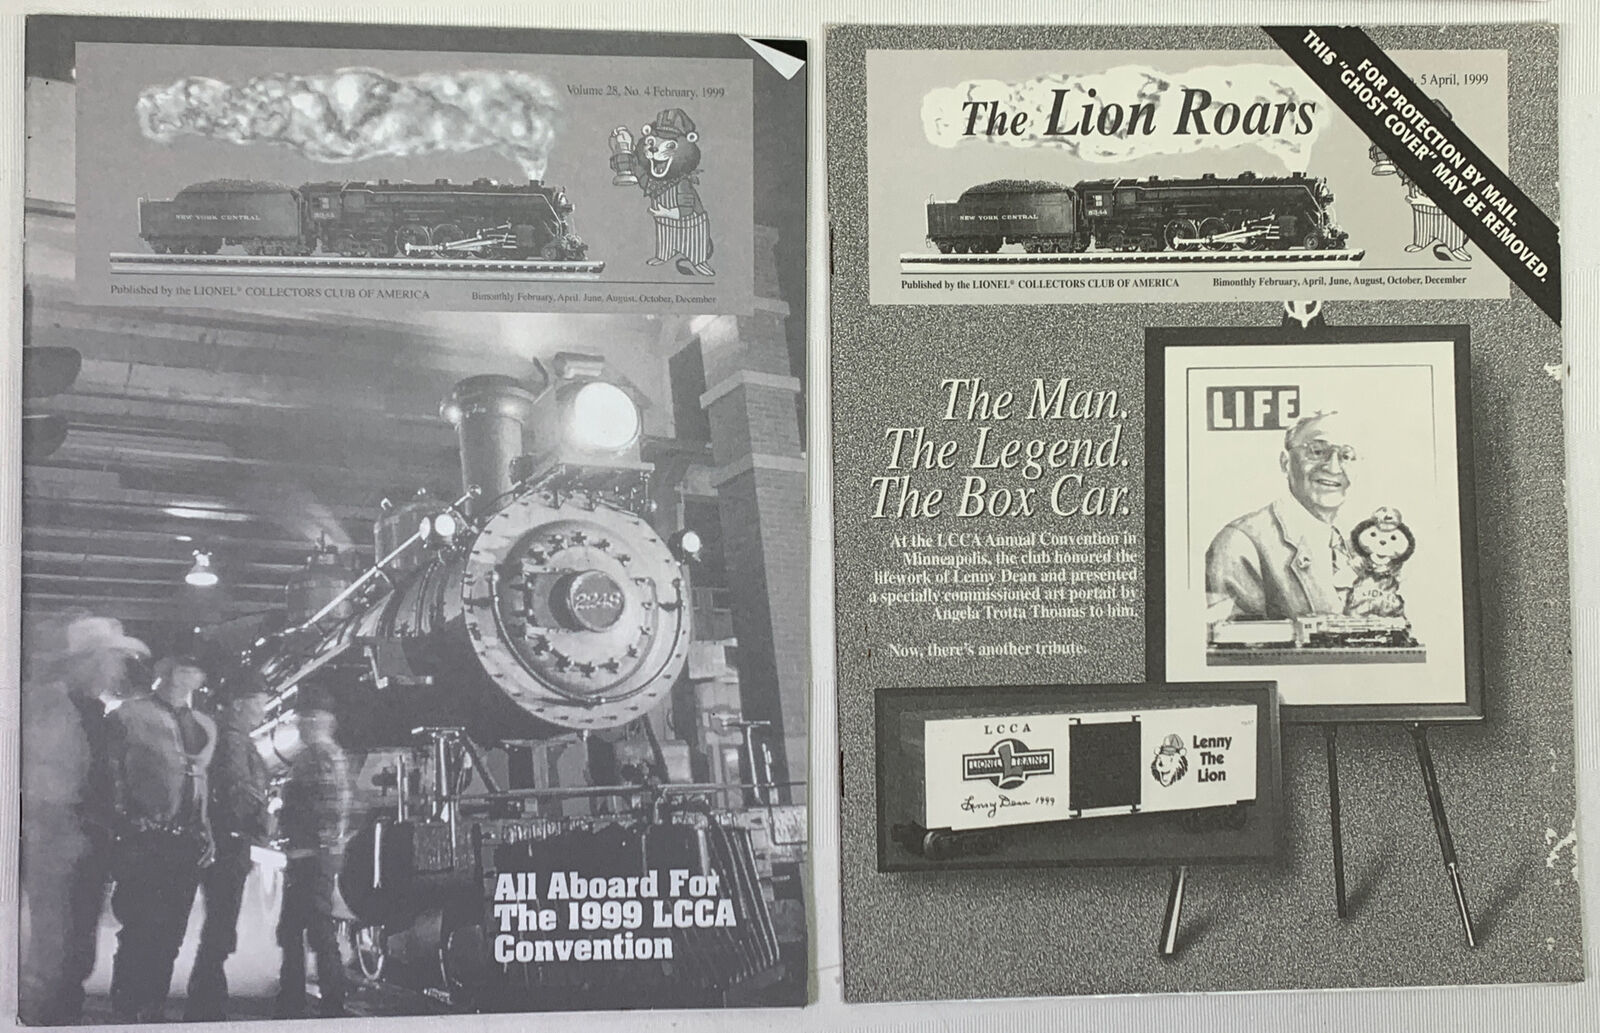 Volume 28, No. 4 February, 1999
NEW YORK CENTRAL
5344
Published by the LIONEL® COLLECTORS CLUB OF AMERICA
Bimonthly February, April, June, August, October, December
2248
All Aboard For
The 1999 LCCA
Convention
FOR PROTECTION BY MAIL.
THIS "GHOST COVER" MAY BE REMOVED.
5 April, 1999
The Lion Roars
NEW YORK CENTRAL
5344
Published by the LIONEL® COLLECTORS CLUB OF AMERICA
Bimonthly February, April, June, August, October, December
The Man.
The Legend.
The Box Car.
At the LCCA Annual Convention in
Minneapolis, the club honored the
lifework of Lenny Dean and presented
a specially commissioned art portait by
Angela Trotta Thomas to him.
Now, there's another tribute.
LIFE
LIONEL
LCCA
LIONEL TRAINS
Lenny Dean 1999
Lenny
The
Lion